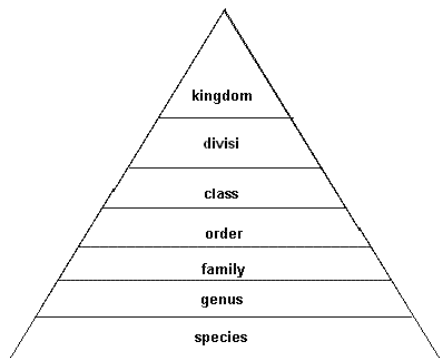 kingdom
divisi
class
order
family
genus
species